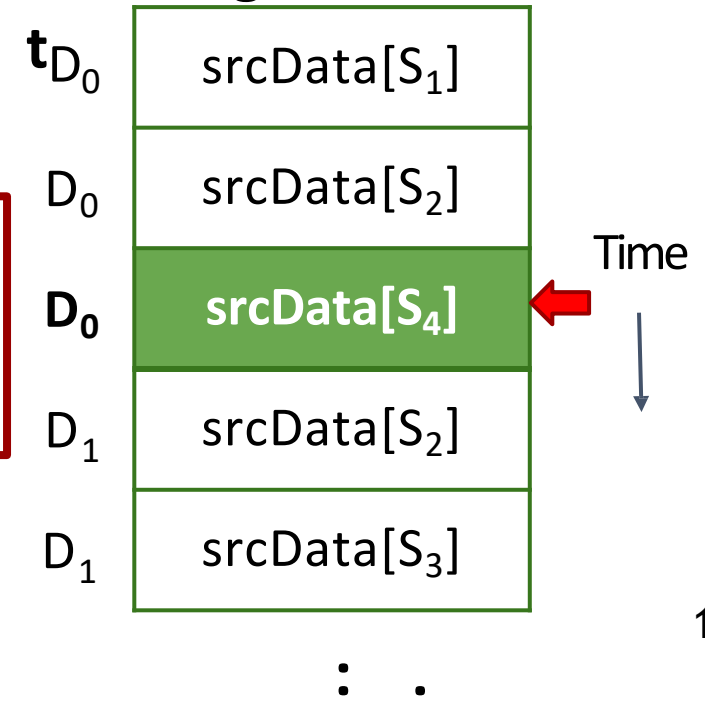 tD₀ srcData[S₁]
D₀ srcData[S₂]
Time
D₀ srcData[S₄]
D₁ srcData[S₂]
D₁ srcData[S₃]
: .